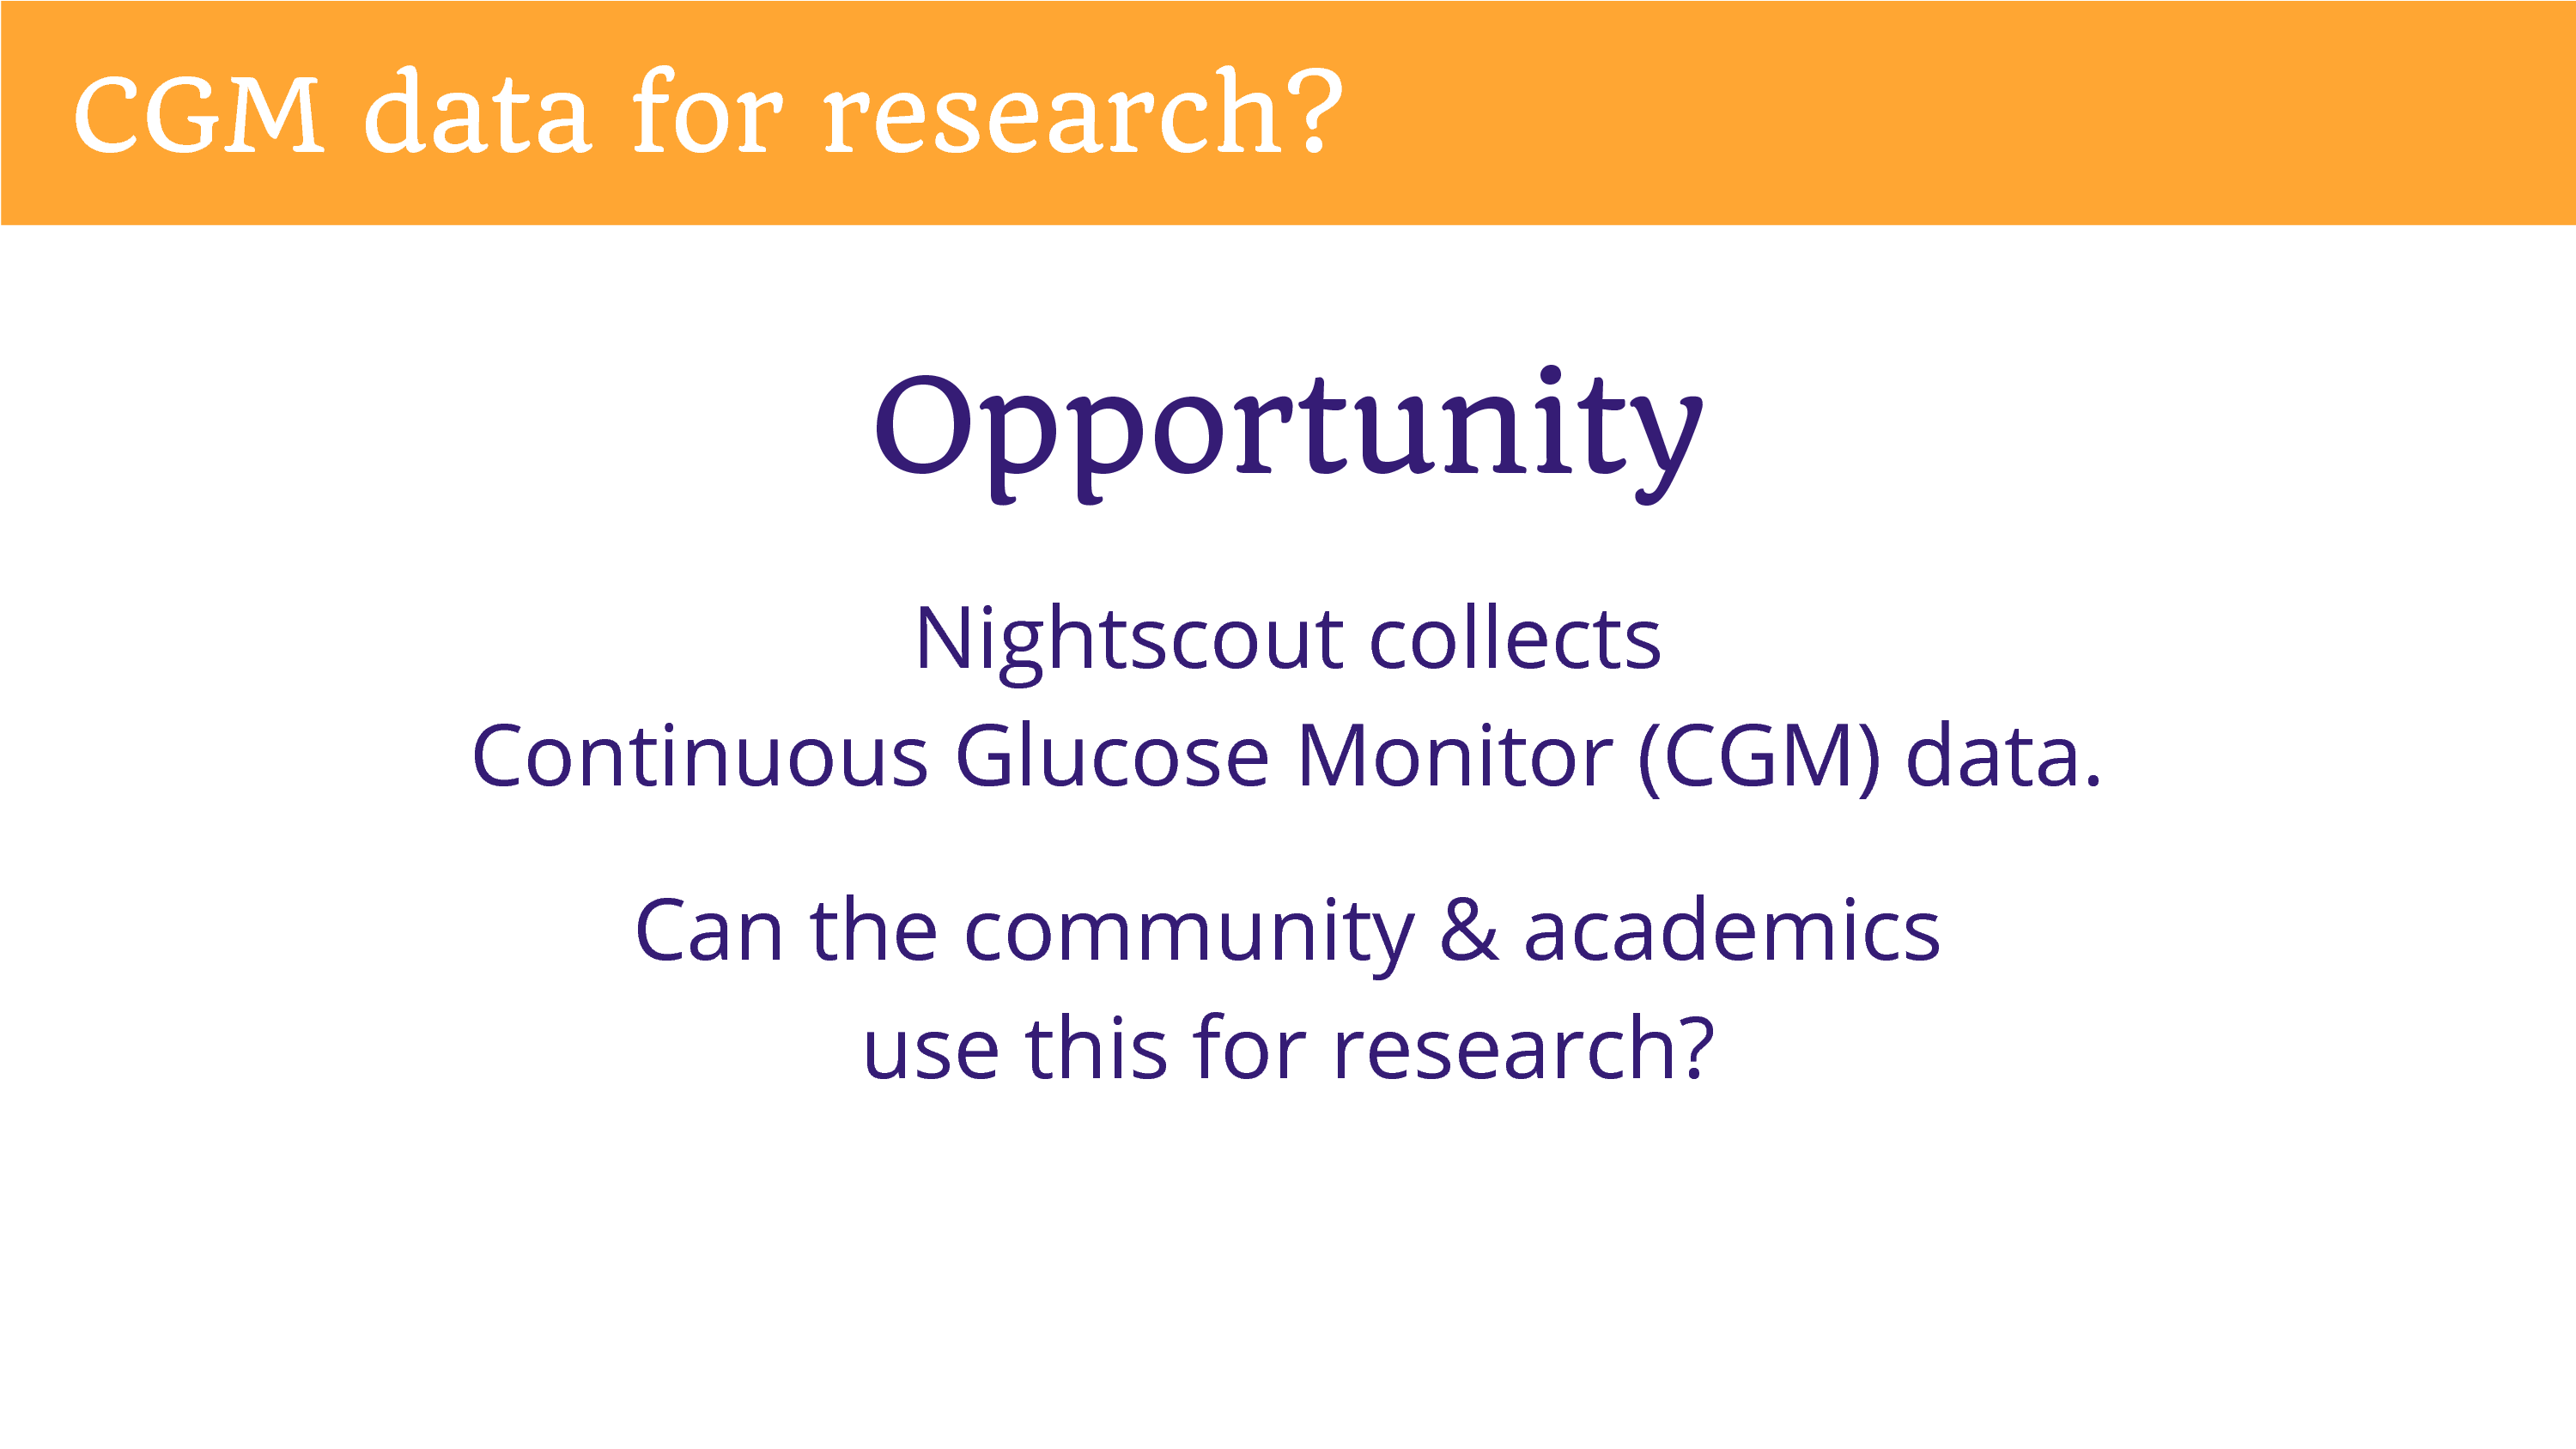 CGM data for research?
Opportunity
Nightscout collects
Continuous Glucose Monitor (CGM) data.
Can the community & academics
use this for research?